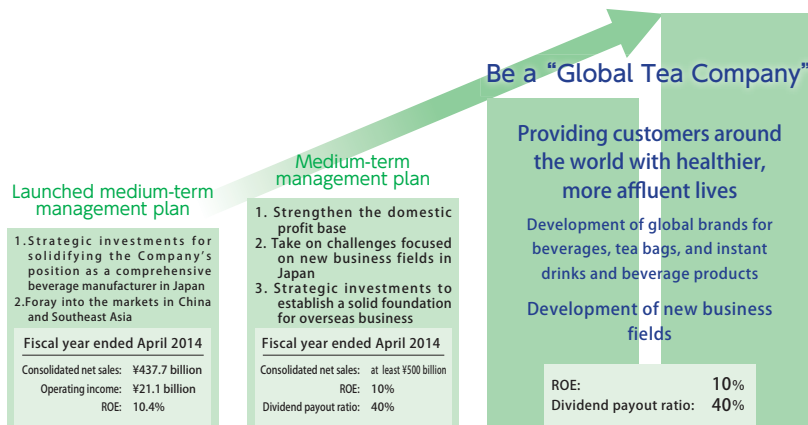 Launched medium-term
management plan
1.Strategic investments for
solidifying the Company's
position as a comprehensive
beverage manufacturer in Japan
2.Foray into the markets in China
and Southeast Asia
Fiscal year ended April 2014
Consolidated net sales: ¥437.7 billion
Operating income: ¥21.1 billion
ROE: 10.4%
Medium-term
management plan
1. Strengthen the domestic
profit base
2. Take on challenges focused
on new business fields in
Japan
3. Strategic investments to
establish a solid foundation
for overseas business
Fiscal year ended April 2014
Consolidated net sales: at least ¥500 billion
ROE: 10%
Dividend payout ratio: 40%
Be a “Global Tea Company”
Providing customers around
the world with healthier,
more affluent lives
Development of global brands for
beverages, tea bags, and instant
drinks and beverage products
Development of new business
fields
ROE: 10%
Dividend payout ratio: 40%